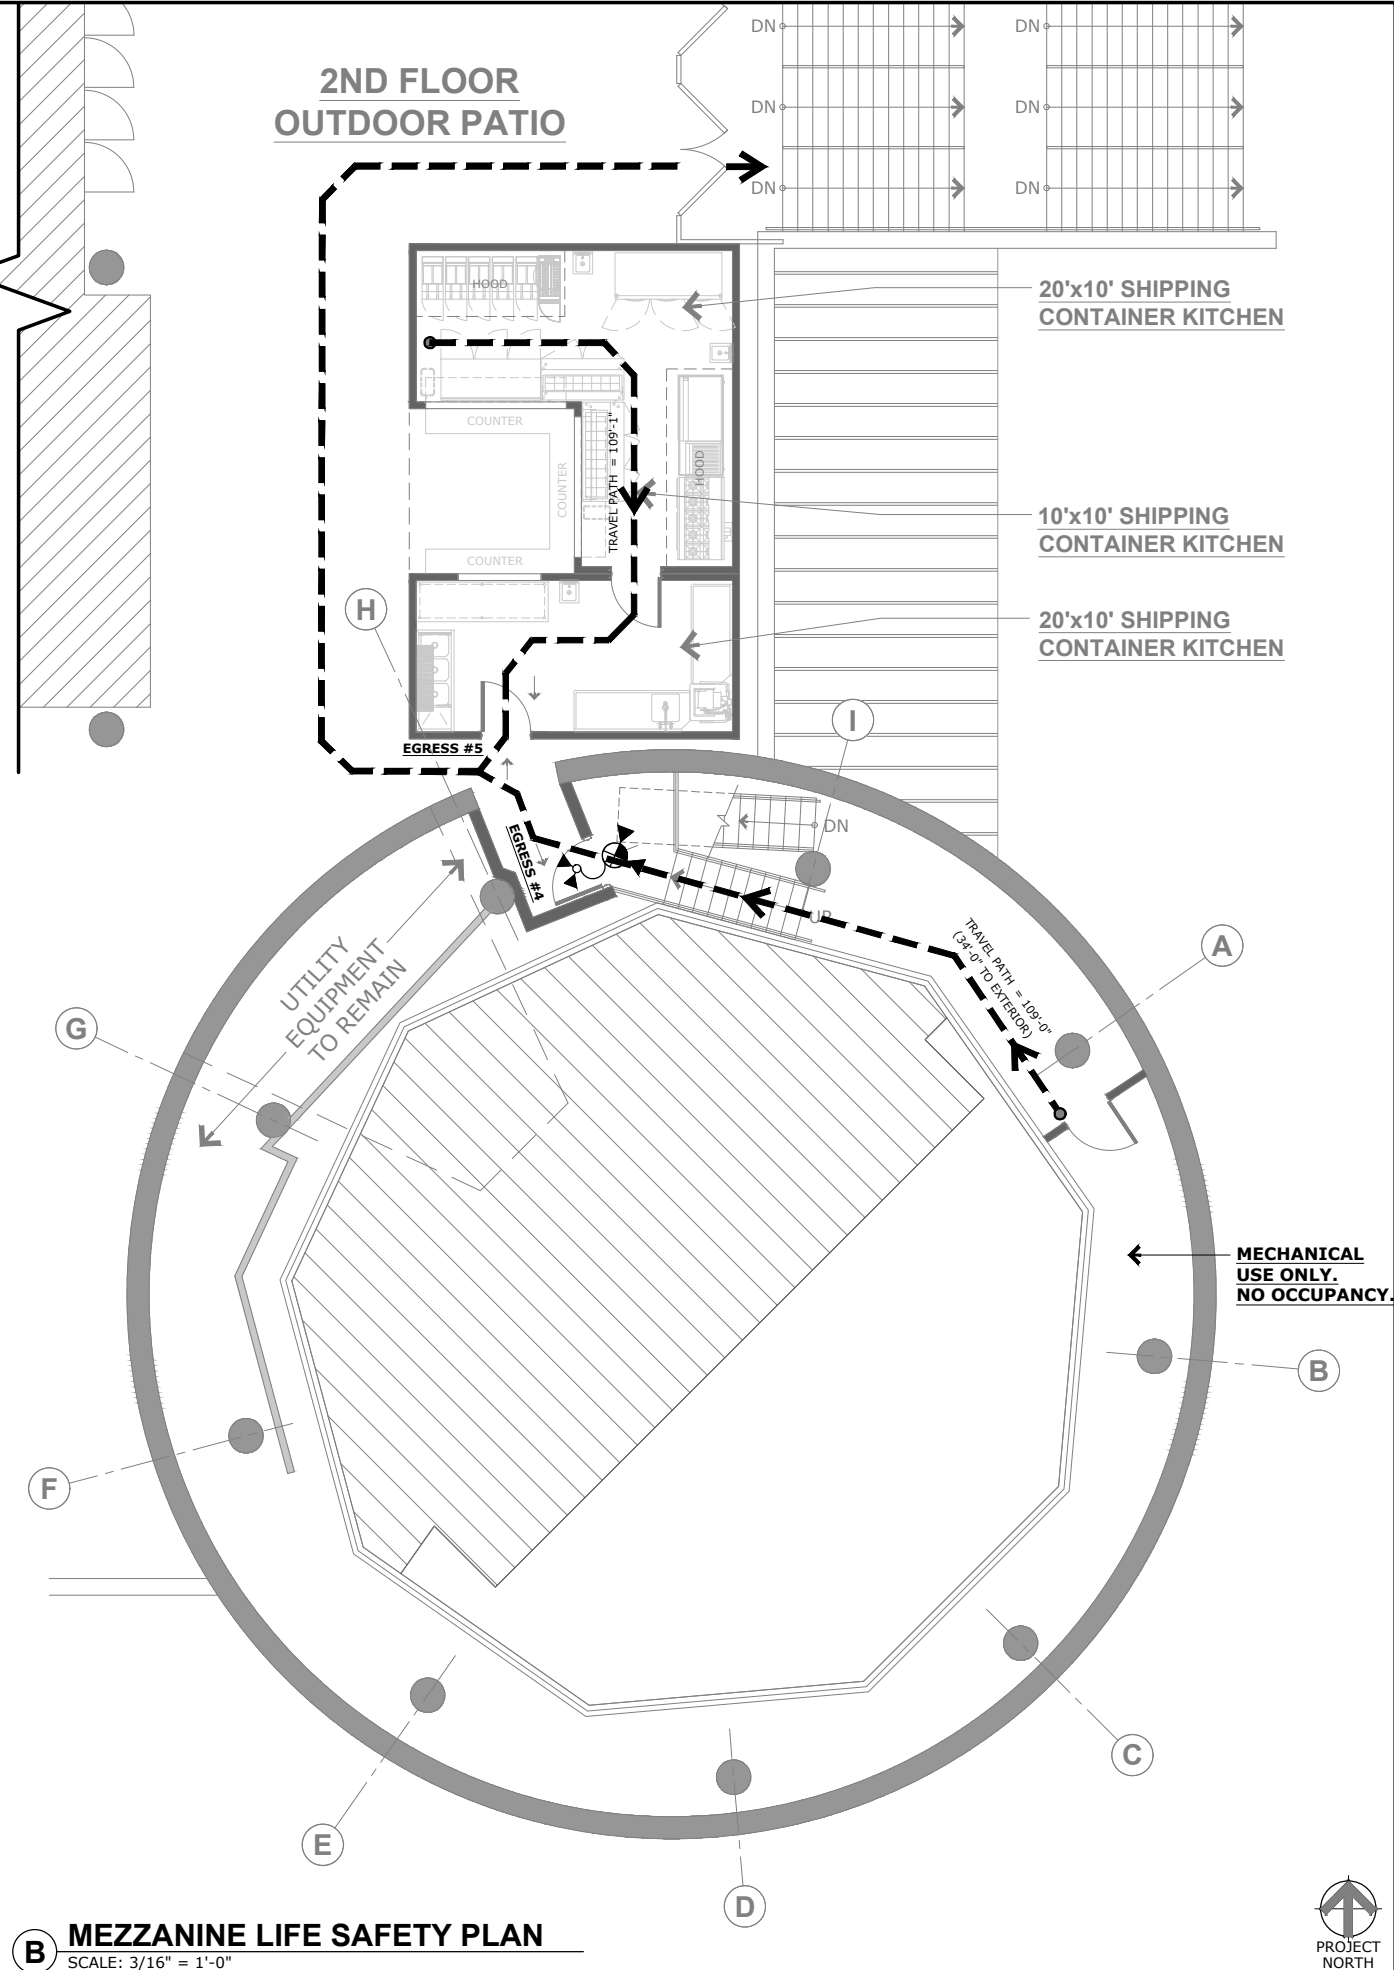 DN
DN
2ND FLOOR
OUTDOOR PATIO
DN
DN
DN
DN
HOOD
20'x10' SHIPPING
CONTAINER KITCHEN
COUNTER
COUNTER
COUNTER
TRAVEL PATH = 109'-1"
HOOD
10'x10' SHIPPING
CONTAINER KITCHEN
H
20'x10' SHIPPING
CONTAINER KITCHEN
I
EGRESS #5
EGRESS #4
DN
UP
UTILITY
EQUIPMENT
TO REMAIN
TRAVEL PATH = 109'-0"
(34'-0" TO EXTERIOR)
A
G
MECHANICAL
USE ONLY.
NO OCCUPANCY.
B
F
C
E
D
B
MEZZANINE LIFE SAFETY PLAN
SCALE: 3/16" = 1'-0"
PROJECT
NORTH